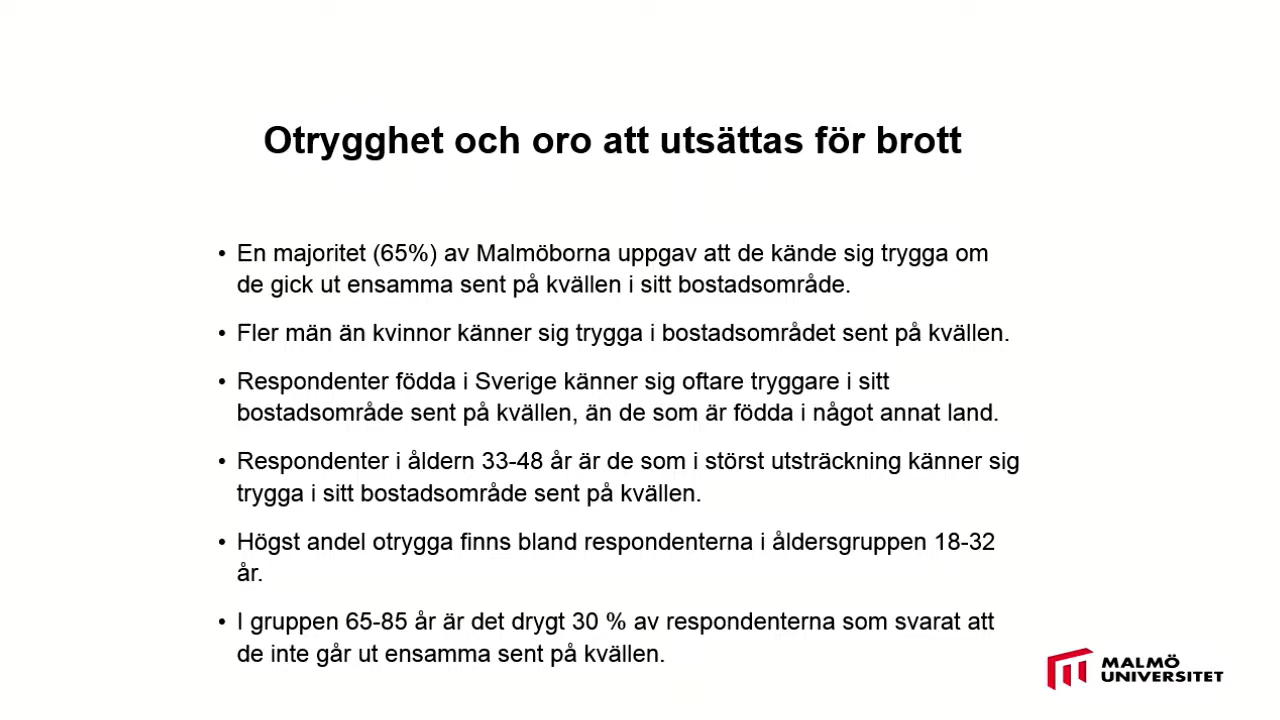 Otrygghet och oro att utsättas för brott
• En majoritet (65%) av Malmöborna uppgav att de kände sig trygga om
de gick ut ensamma sent på kvällen i sitt bostadsområde.
• Fler män än kvinnor känner sig trygga i bostadsområdet sent på kvällen.
• Respondenter födda i Sverige känner sig oftare tryggare i sitt
bostadsområde sent på kvällen, än de som är födda i något annat land.
• Respondenter i åldern 33-48 år är de som i störst utsträckning känner sig
trygga i sitt bostadsområde sent på kvällen.
• Högst andel otrygga finns bland respondenterna i åldersgruppen 18-32
år.
• I gruppen 65-85 år är det drygt 30 % av respondenterna som svarat att
de inte går ut ensamma sent på kvällen.
MALMÖ
UNIVERSITET